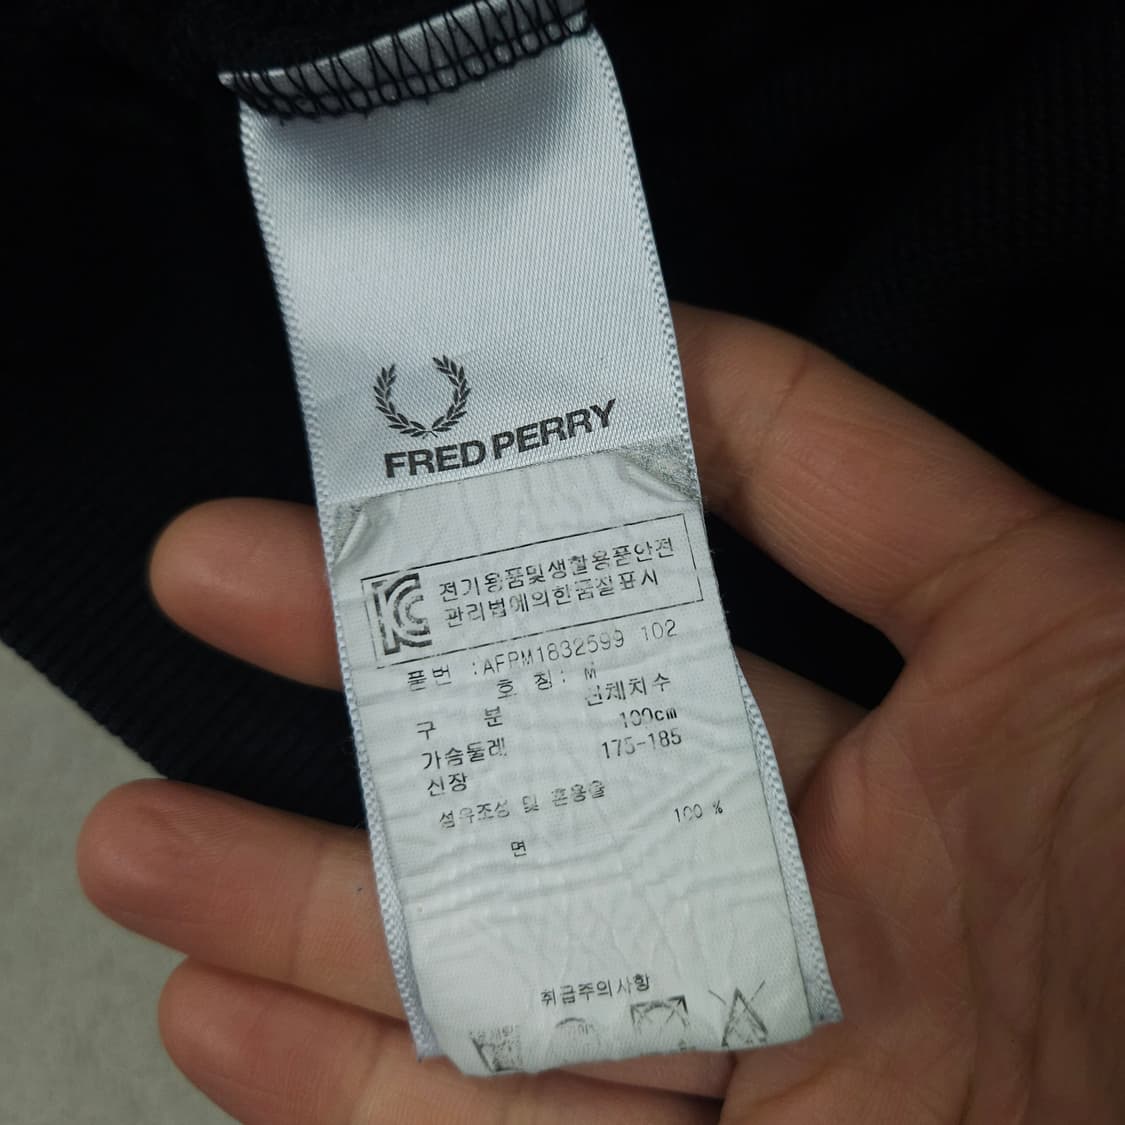 FRED PERRY
전기용품및생활용품안전
관리법에의한품질표시
품번 :AFPM1832599 102
호 칭: M
구 분 신체치수
가슴둘레 100cm
신장 175-185
섬유조성 및 혼용율
면 100 %
취급주의사항